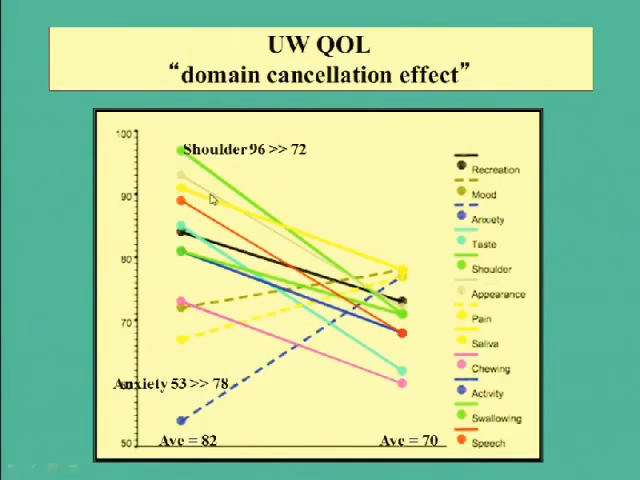 UW QOL
“domain cancellation effect”
100
Shoulder 96 >> 72
90
80
70
Anxiety 53 >> 78
50
Ave = 82
Ave = 70
Recreation
Mood
Anxiety
Taste
Shoulder
Appearance
Pain
Saliva
Chewing
Activity
Swallowing
Speech